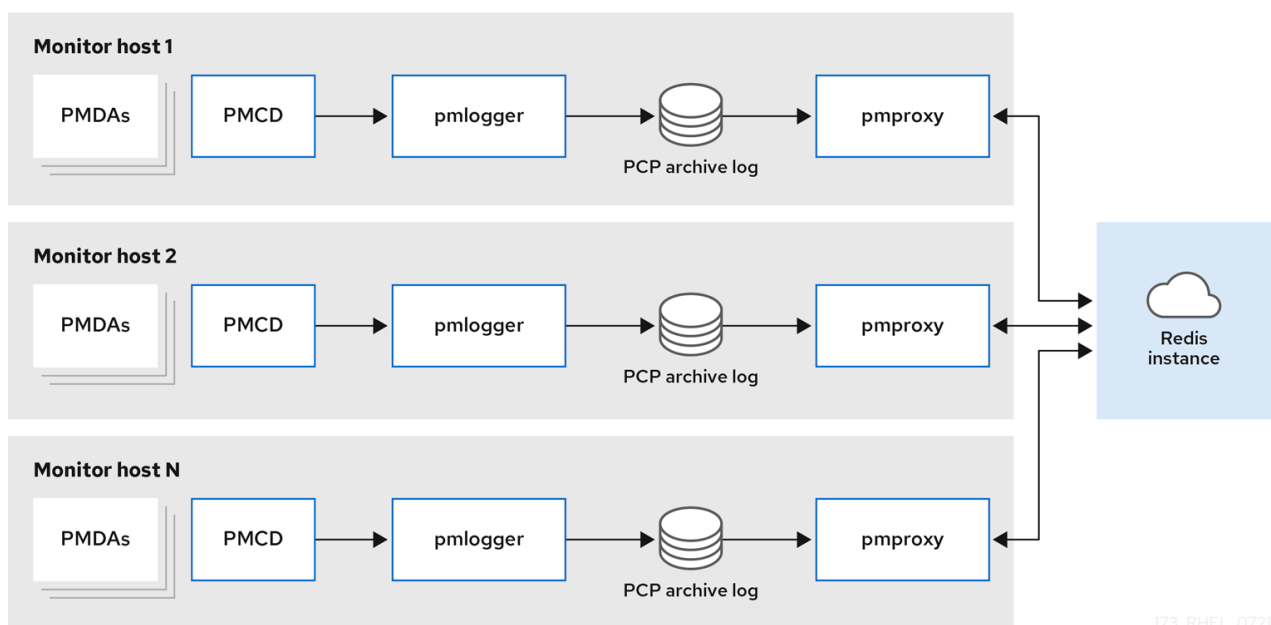 Monitor host 1
PMDAs
PMCD
pmlogger
PCP archive log
pmproxy
Monitor host 2
PMDAs
PMCD
pmlogger
PCP archive log
pmproxy
Redis
instance
Monitor host N
PMDAs
PMCD
pmlogger
PCP archive log
pmproxy
173_RHEL_0721